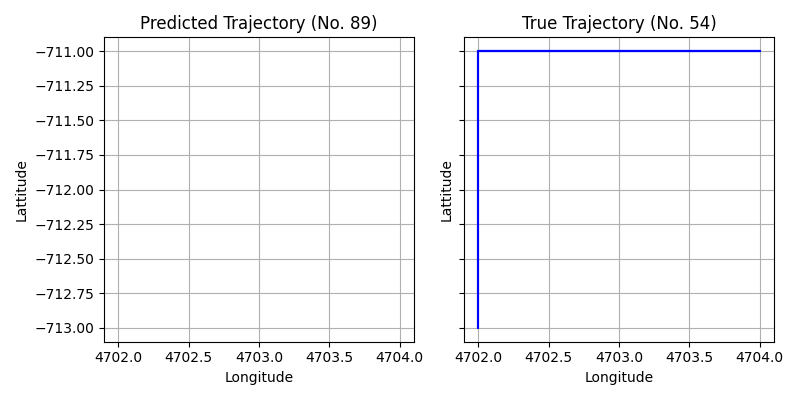 Predicted Trajectory (No. 89)
−711.00
−711.25
−711.50
−711.75
−712.00
−712.25
−712.50
−712.75
−713.00
Lattitude
4702.0 4702.5 4703.0 4703.5 4704.0
Longitude
True Trajectory (No. 54)
Lattitude
4702.0 4702.5 4703.0 4703.5 4704.0
Longitude